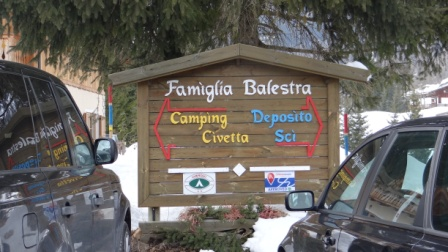 Famiglia Balestra
Camping Deposito
Civetta Sci